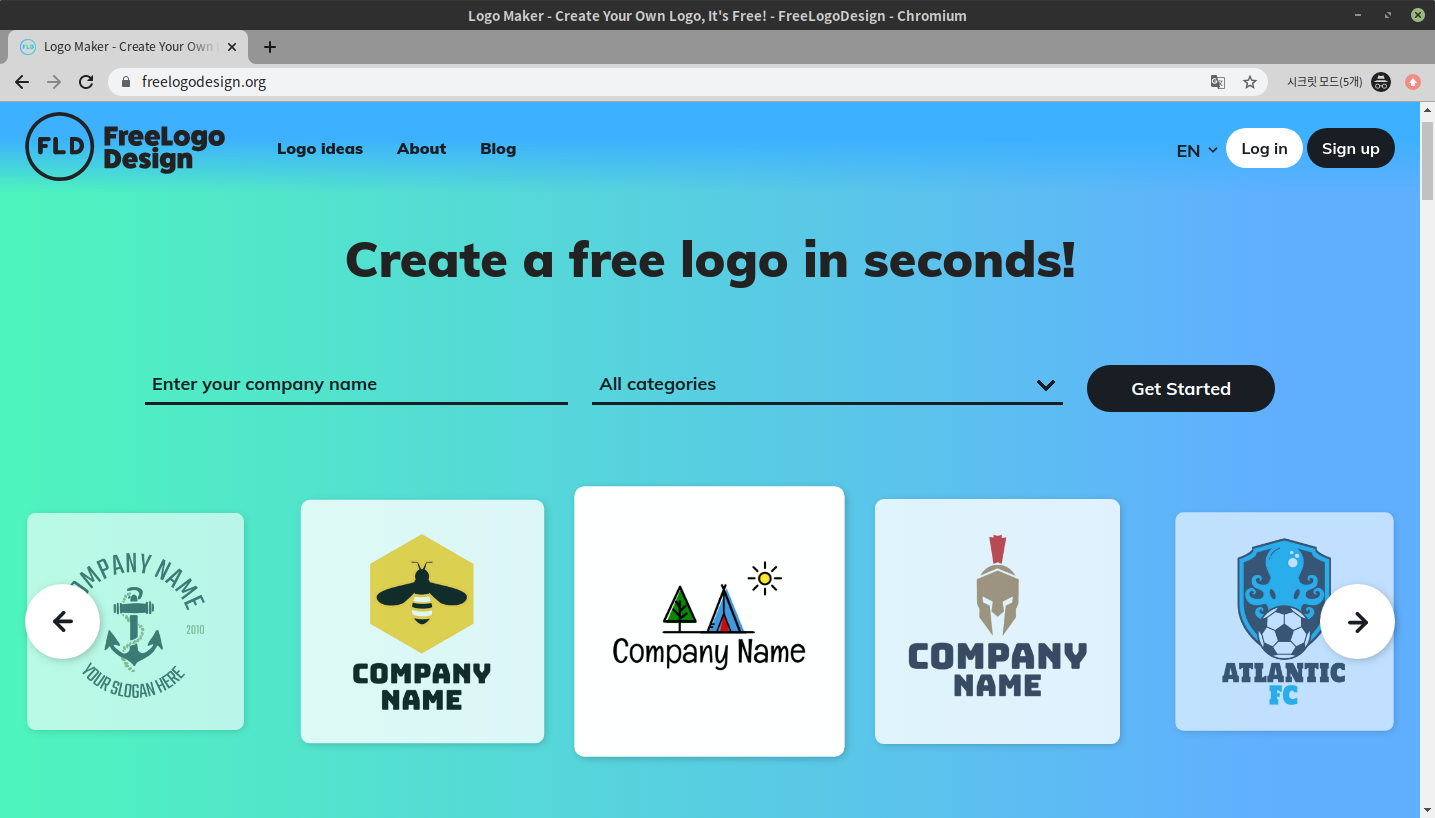 Logo Maker - Create Your Own Logo, It's Free! - FreeLogoDesign - Chromium
FLD Logo Maker - Create Your Own
freelogodesign.org
시크릿 모드(5개)
FLD FreeLogo
Design
Logo ideas About Blog
EN Log in Sign up
Create a free logo in seconds!
Enter your company name All categories Get Started
COMPANY NAME
2010
YOUR SLOGAN HERE
COMPANY
NAME
Company Name
COMPANY
NAME
ATLANTIC
FC